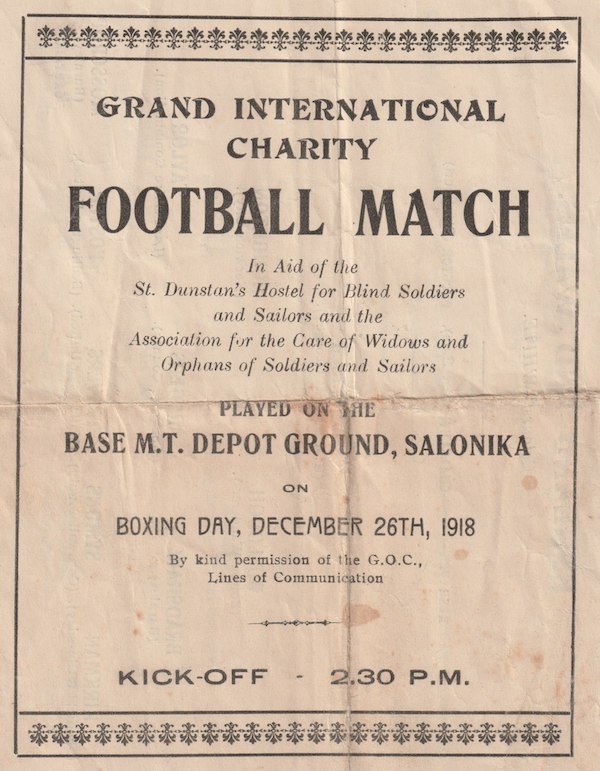 GRAND INTERNATIONAL
CHARITY
FOOTBALL MATCH
In Aid of the
St. Dunstan's Hostel for Blind Soldiers
and Sailors and the
Association for the Care of Widows and
Orphans of Soldiers and Sailors
PLAYED ON THE
BASE M.T. DEPOT GROUND, SALONIKA
ON
BOXING DAY, DECEMBER 26TH, 1918
By kind permission of the G.O.C.,
Lines of Communication
KICK-OFF - 2.30 P.M.